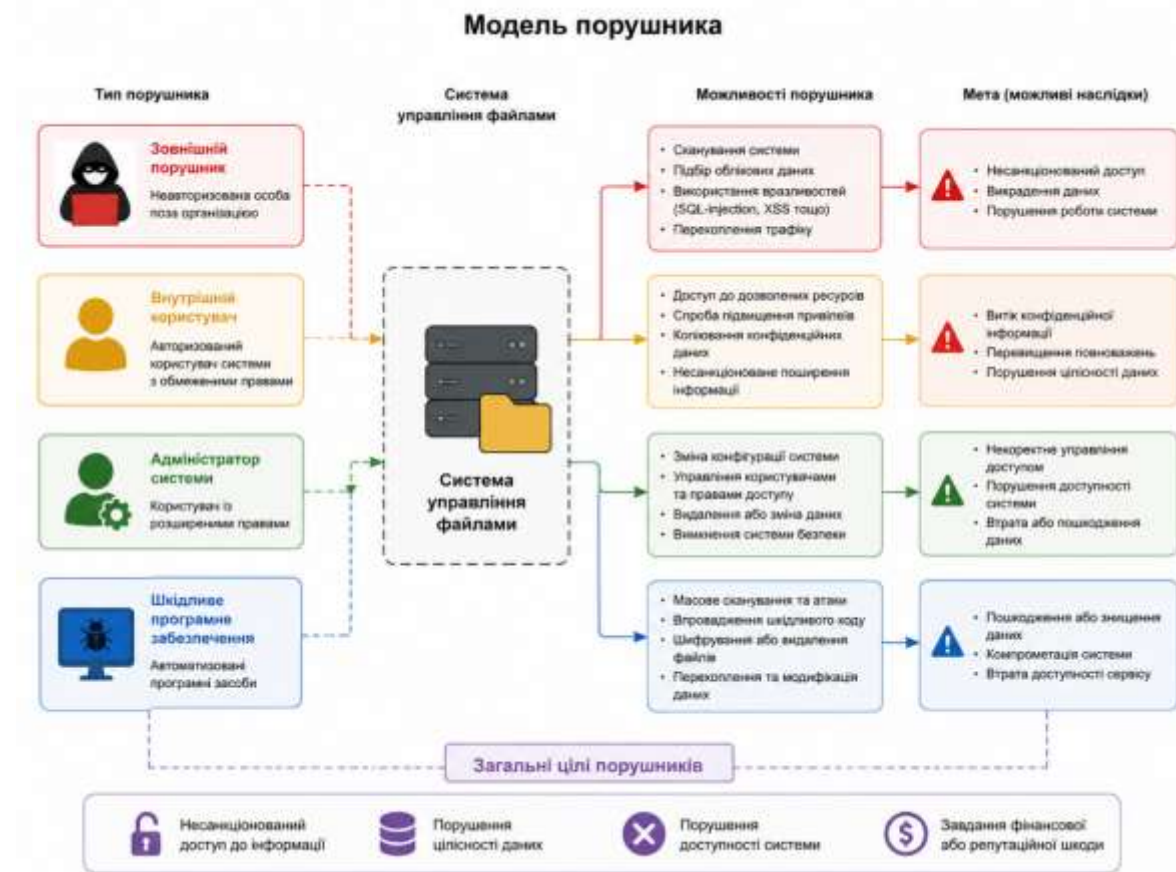 Модель порушника
Тип порушника
Система
управління файлами
Можливості порушника
Мета (можливі наслідки)
Зовнішній
порушник
Неавторизована особа
поза організацією
• Сканування системи
• Підбір облікових даних
• Використання вразливостей
(SQL-injection, XSS тощо)
• Перехоплення трафіку
• Несанкціонований доступ
• Викрадення даних
• Порушення роботи системи
Внутрішній
користувач
Авторизований
користувач системи
з обмеженими правами
• Доступ до дозволених ресурсів
• Спроба підвищення привілеїв
• Копіювання конфіденційних
даних
• Несанкціоноване поширення
інформації
• Витік конфіденційної
інформації
• Перевищення повноважень
• Порушення цілісності даних
Система
управління
файлами
Адміністратор
системи
Користувач із
розширеними правами
• Зміна конфігурації системи
• Управління користувачами
та правами доступу
• Видалення або зміна даних
• Вимкнення системи безпеки
• Некоректне управління
доступом
• Порушення доступності
системи
• Втрата або пошкодження
даних
Шкідливе
програмне
забезпечення
Автоматизовані
програмні засоби
• Масове сканування та атаки
• Впровадження шкідливого коду
• Шифрування або видалення
файлів
• Перехоплення та модифікація
даних
• Пошкодження або знищення
даних
• Компрометація системи
• Втрата доступності сервісу
Загальні цілі порушників
Несанкціонований
доступ до інформації
Порушення
цілісності даних
Порушення
доступності системи
Завдання фінансової
або репутаційної шкоди